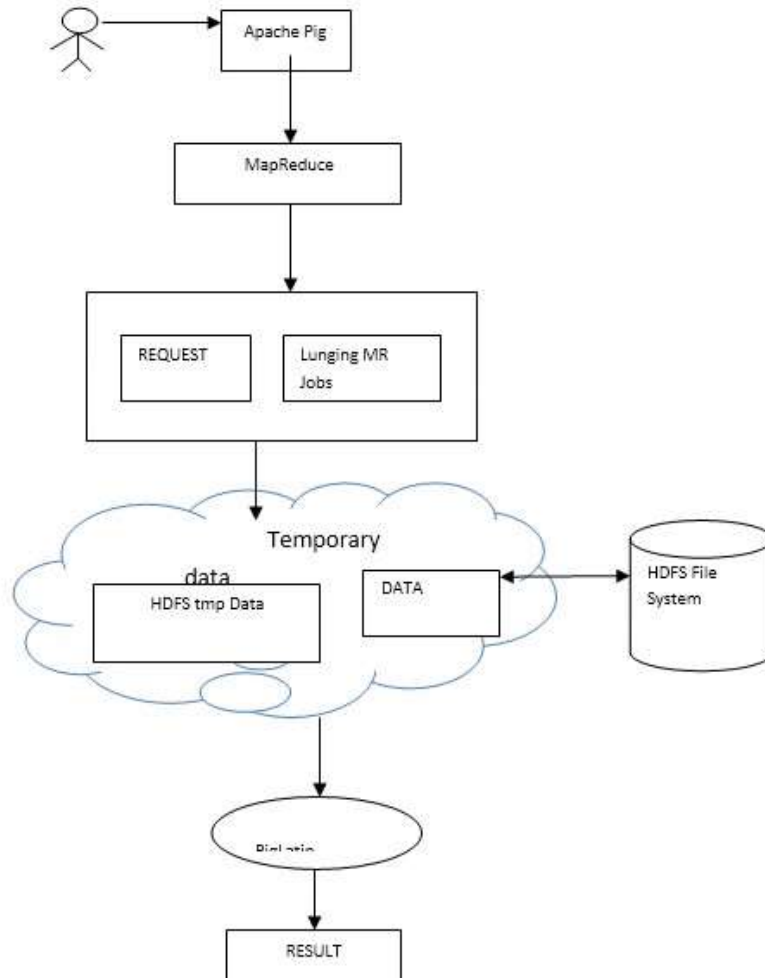 Apache Pig
MapReduce
REQUEST
Lunging MR
Jobs
Temporary
data
HDFS tmp Data
DATA
HDFS File
System
RESULT